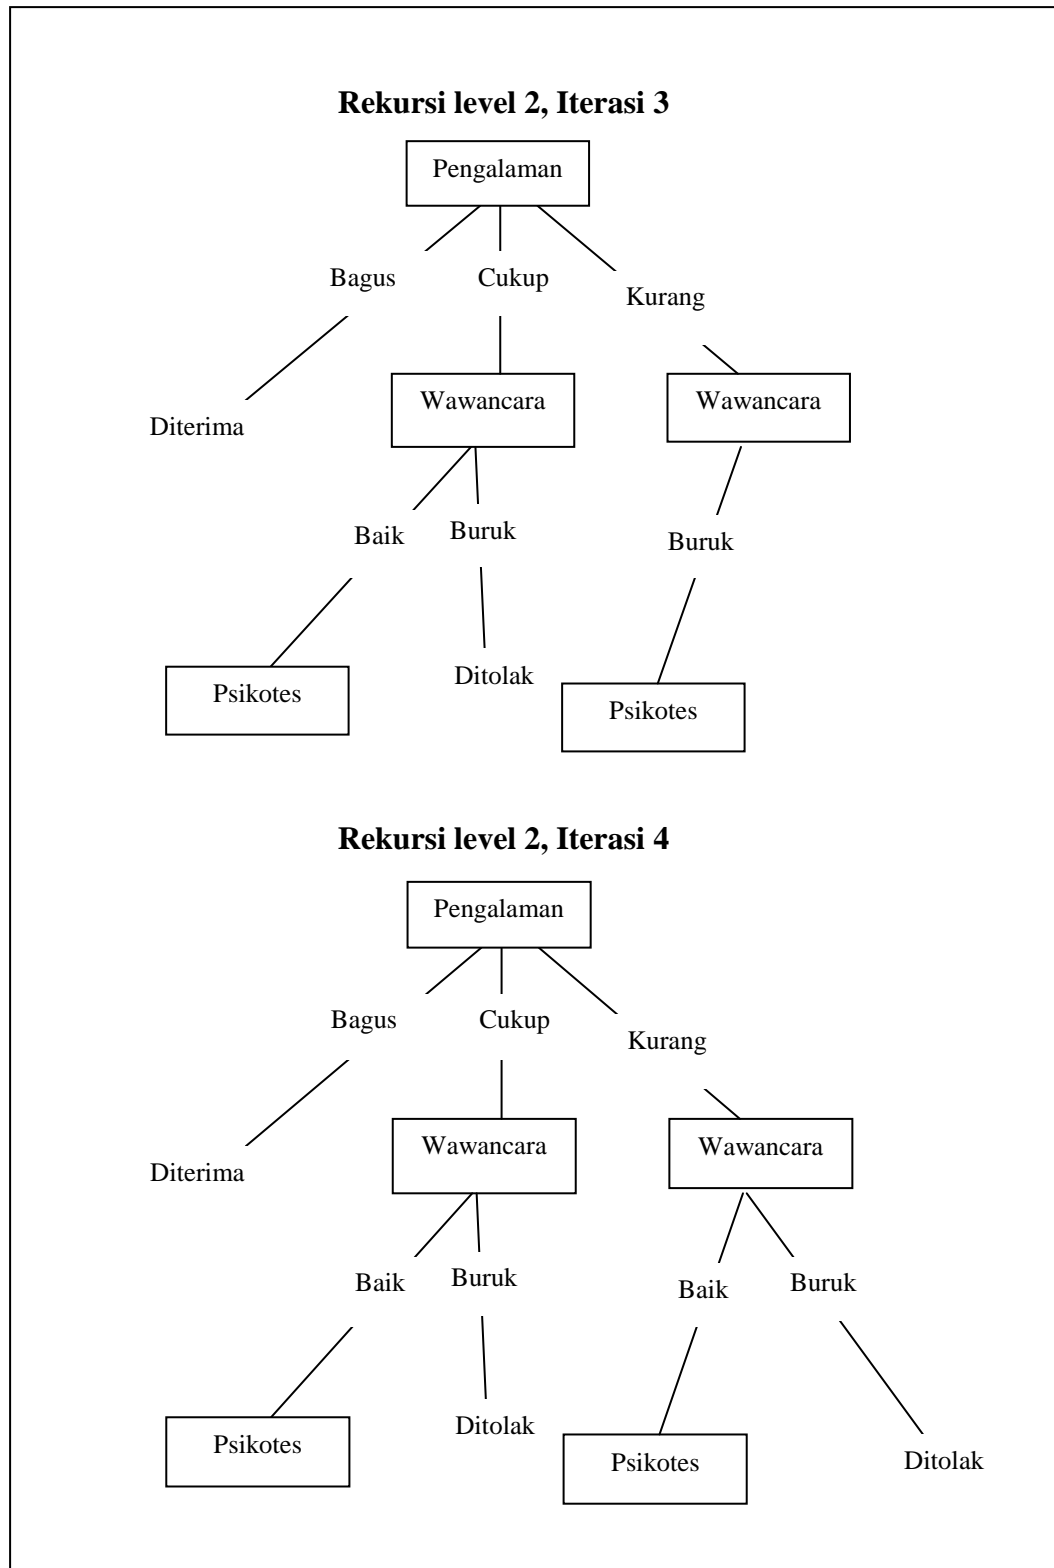 Rekursi level 2, Iterasi 3
Pengalaman
Bagus Cukup Kurang
Diterima Wawancara Wawancara
Baik Buruk Buruk
Psikotes Ditolak Psikotes
Rekursi level 2, Iterasi 4
Pengalaman
Bagus Cukup Kurang
Diterima Wawancara Wawancara
Baik Buruk Baik Buruk
Psikotes Ditolak Psikotes Ditolak